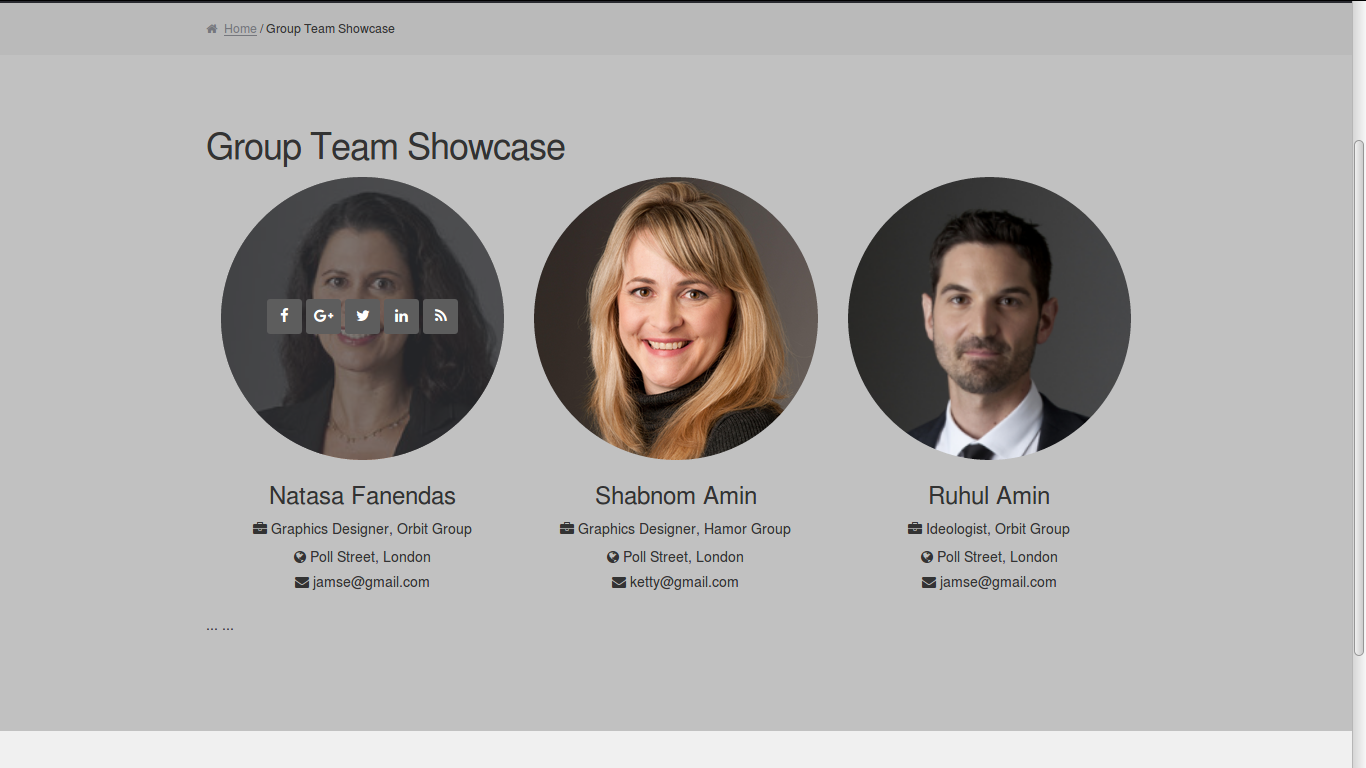 Home / Group Team Showcase
Group Team Showcase
Natasa Fanendas
Graphics Designer, Orbit Group
Poll Street, London
jamse@gmail.com
Shabnom Amin
Graphics Designer, Hamor Group
Poll Street, London
ketty@gmail.com
Ruhul Amin
Ideologist, Orbit Group
Poll Street, London
jamse@gmail.com
... ...